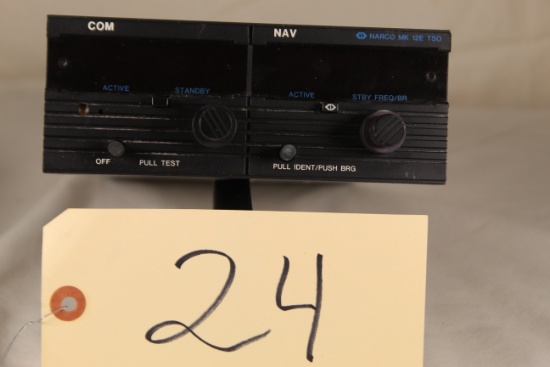 COM NAV NARCO MK 12E TSO
ACTIVE STANDBY ACTIVE STBY FREQ/BR
OFF PULL TEST PULL IDENT/PUSH BRG
24